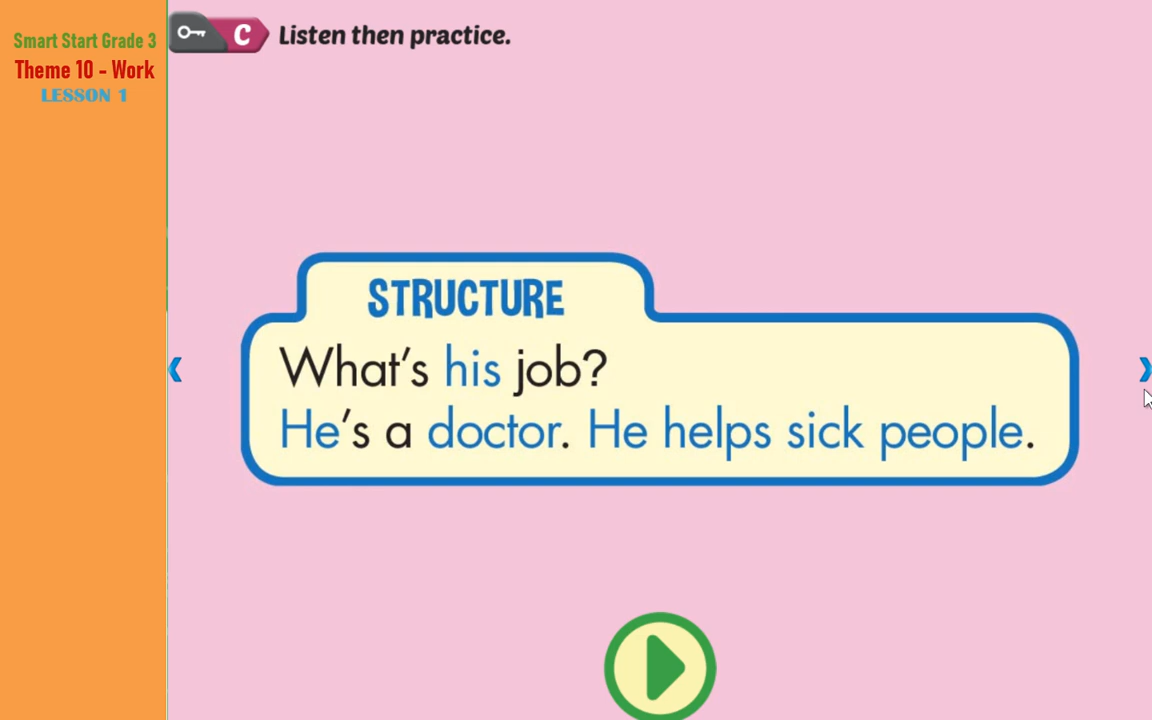 Smart Start Grade 3
Theme 10 - Work
LESSON 1
C Listen then practice.
STRUCTURE
What's his job?
He's a doctor. He helps sick people.